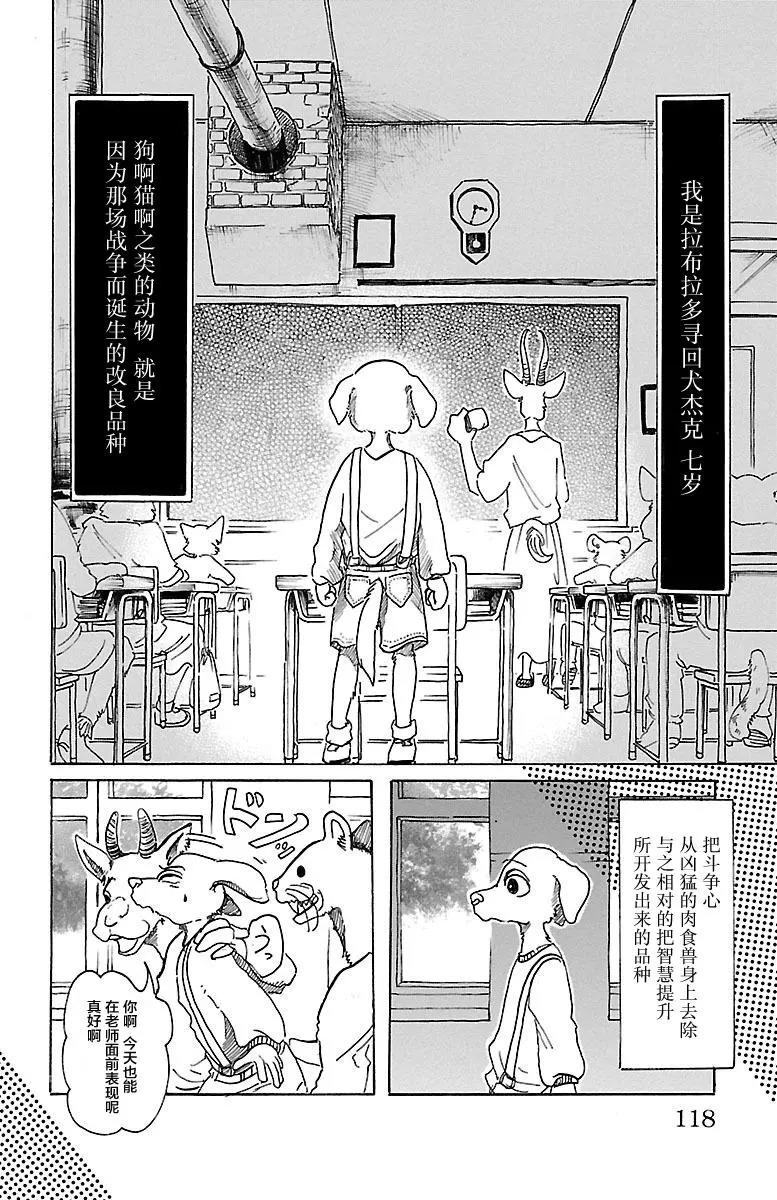 我是拉布拉多寻回犬杰克 七岁
狗啊猫啊之类的动物 就是
因为那场战争而诞生的改良品种
把斗争心
从凶猛的肉食兽身上去除
与之相对的把智慧提升
所开发出来的品种
ドンッ
你啊 今天也能
在老师面前表现呢
真好啊
118